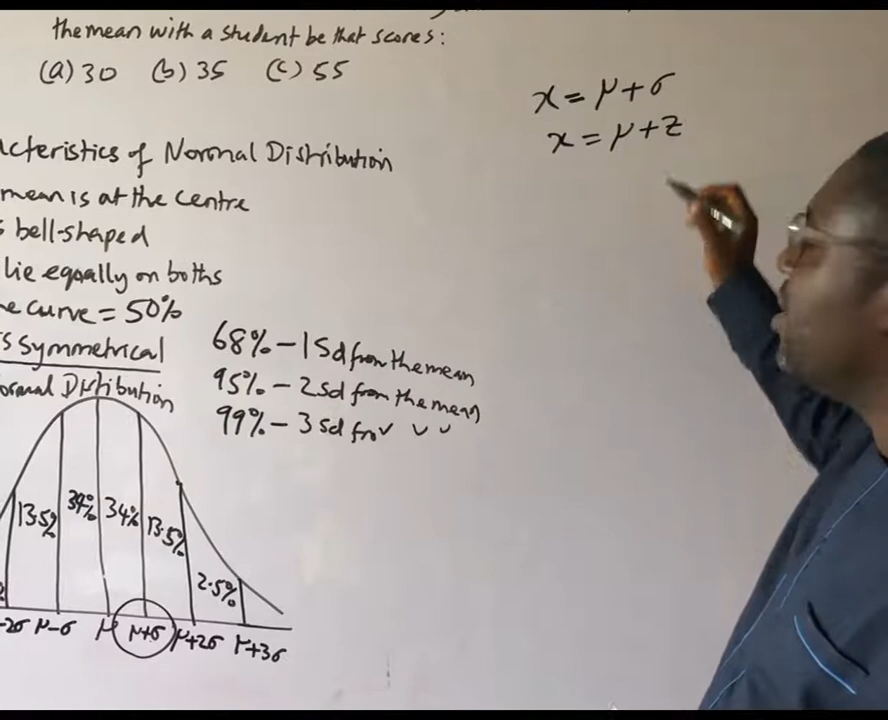 the mean with a student be that scores:
(a) 30 (b) 35 (c) 55
x = μ + σ
x = μ + z
acteristics of Normal Distribution
mean is at the centre
s bell-shaped
lie equally on boths
e curve = 50%
s symmetrical
68% - 1 Sd from the mean
95% - 2 sd from the mean
99% - 3 sd fro
ormal Distibution
13.5% 34% 34% 13.5% 2.5%
-2σ μ-σ μ μ+σ μ+2σ μ+3σ